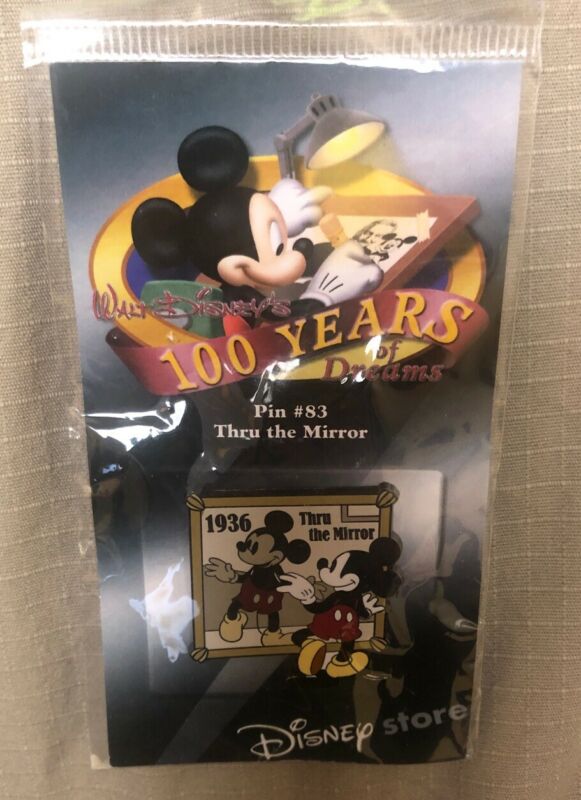 WALT DISNEY'S
100 YEARS
of
Dreams
Pin #83
Thru the Mirror
1936
Thru
the Mirror
DISNEY store